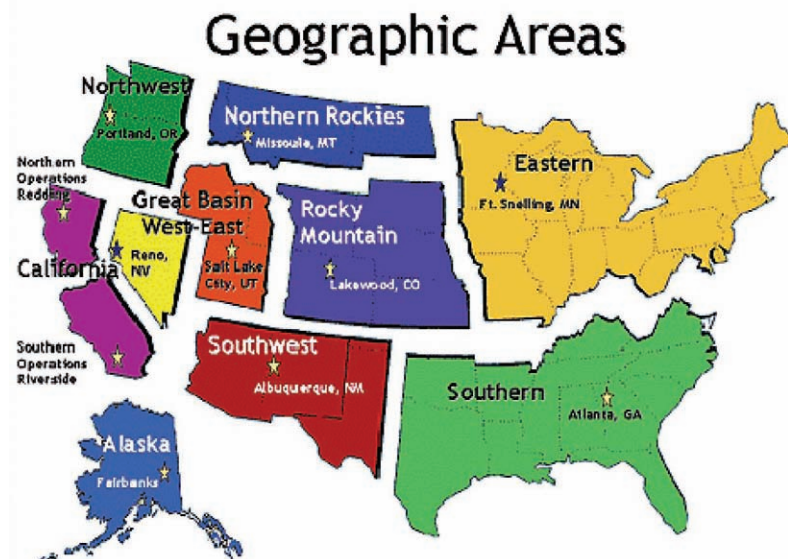 Geographic Areas
Northwest
Portland, OR
Northern Rockies
Missoula, MT
Eastern
Ft. Snelling, MN
Northern
Operations
Redding
Great Basin
West-East
Reno,
NV
Salt Lake
City, UT
Rocky
Mountain
Lakewood, CO
California
Southern
Operations
Riverside
Southwest
Albuquerque, NM
Southern
Atlanta, GA
Alaska
Fairbanks